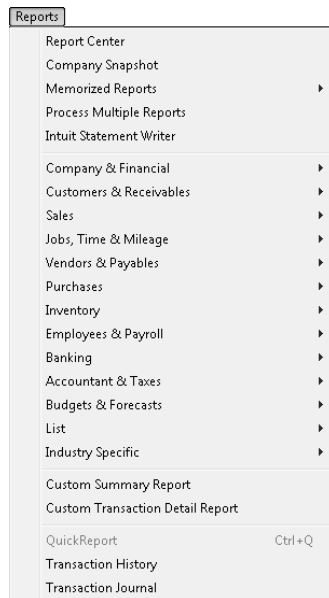 Reports
Report Center
Company Snapshot
Memorized Reports
Process Multiple Reports
Intuit Statement Writer
Company & Financial
Customers & Receivables
Sales
Jobs, Time & Mileage
Vendors & Payables
Purchases
Inventory
Employees & Payroll
Banking
Accountant & Taxes
Budgets & Forecasts
List
Industry Specific
Custom Summary Report
Custom Transaction Detail Report
QuickReport Ctrl+Q
Transaction History
Transaction Journal